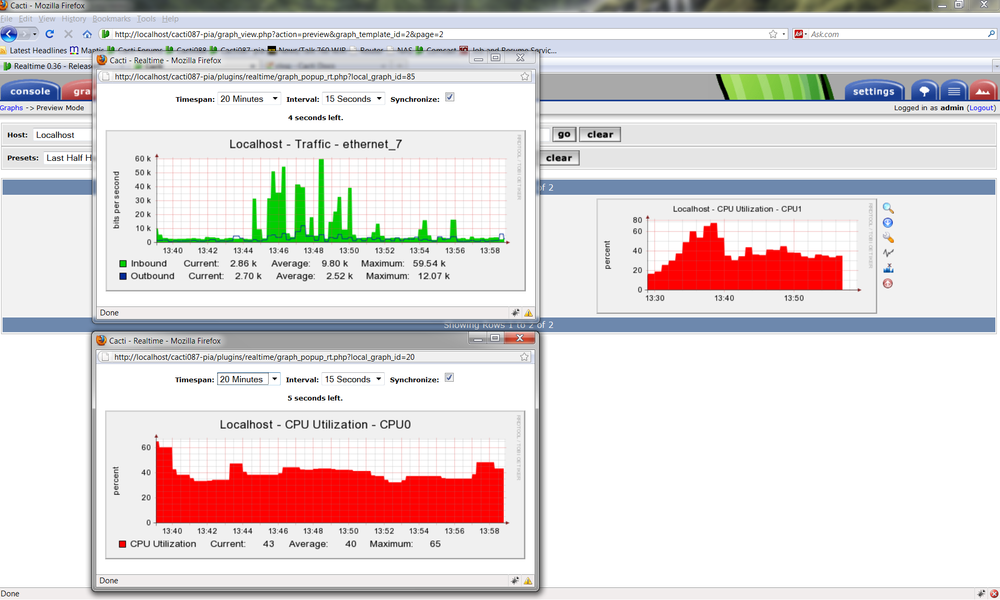 Cacti - Mozilla Firefox
File Edit View History Bookmarks Tools Help
http://localhost/cacti087-pia/graph_view.php?action=preview&graph_template_id=2&page=2
Ask Ask.com
Latest Headlines Mantis Cacti Forums Cacti088 Cacti087-pia News/Talk 760 WJR Router NAS Comcast Job and Resume Servic...
Realtime 0.36 - Release
console gra settings
Graphs -> Preview Mode
Logged in as admin (Logout)
Host: Localhost go clear
Presets: Last Half H clear
of 2
Cacti - Realtime - Mozilla Firefox
http://localhost/cacti087-pia/plugins/realtime/graph_popup_rt.php?local_graph_id=85
Timespan: 20 Minutes Interval: 15 Seconds Synchronize:
4 seconds left.
Localhost - Traffic - ethernet_7
RRDTOOL / TOBI OETIKER
bits per second
60 k
50 k
40 k
30 k
20 k
10 k
0
13:40 13:42 13:44 13:46 13:48 13:50 13:52 13:54 13:56 13:58
Inbound Current: 2.86 k Average: 9.80 k Maximum: 59.54 k
Outbound Current: 2.70 k Average: 2.52 k Maximum: 12.07 k
Done
Localhost - CPU Utilization - CPU1
RRDTOOL / TOBI OETIKER
percent
80
60
40
20
0
13:30 13:40 13:50
Showing Rows 1 to 2 of 2
Cacti - Realtime - Mozilla Firefox
http://localhost/cacti087-pia/plugins/realtime/graph_popup_rt.php?local_graph_id=20
Timespan: 20 Minutes Interval: 15 Seconds Synchronize:
5 seconds left.
Localhost - CPU Utilization - CPU0
RRDTOOL / TOBI OETIKER
percent
60
40
20
0
13:40 13:42 13:44 13:46 13:48 13:50 13:52 13:54 13:56 13:58
CPU Utilization Current: 43 Average: 40 Maximum: 65
Done
Done